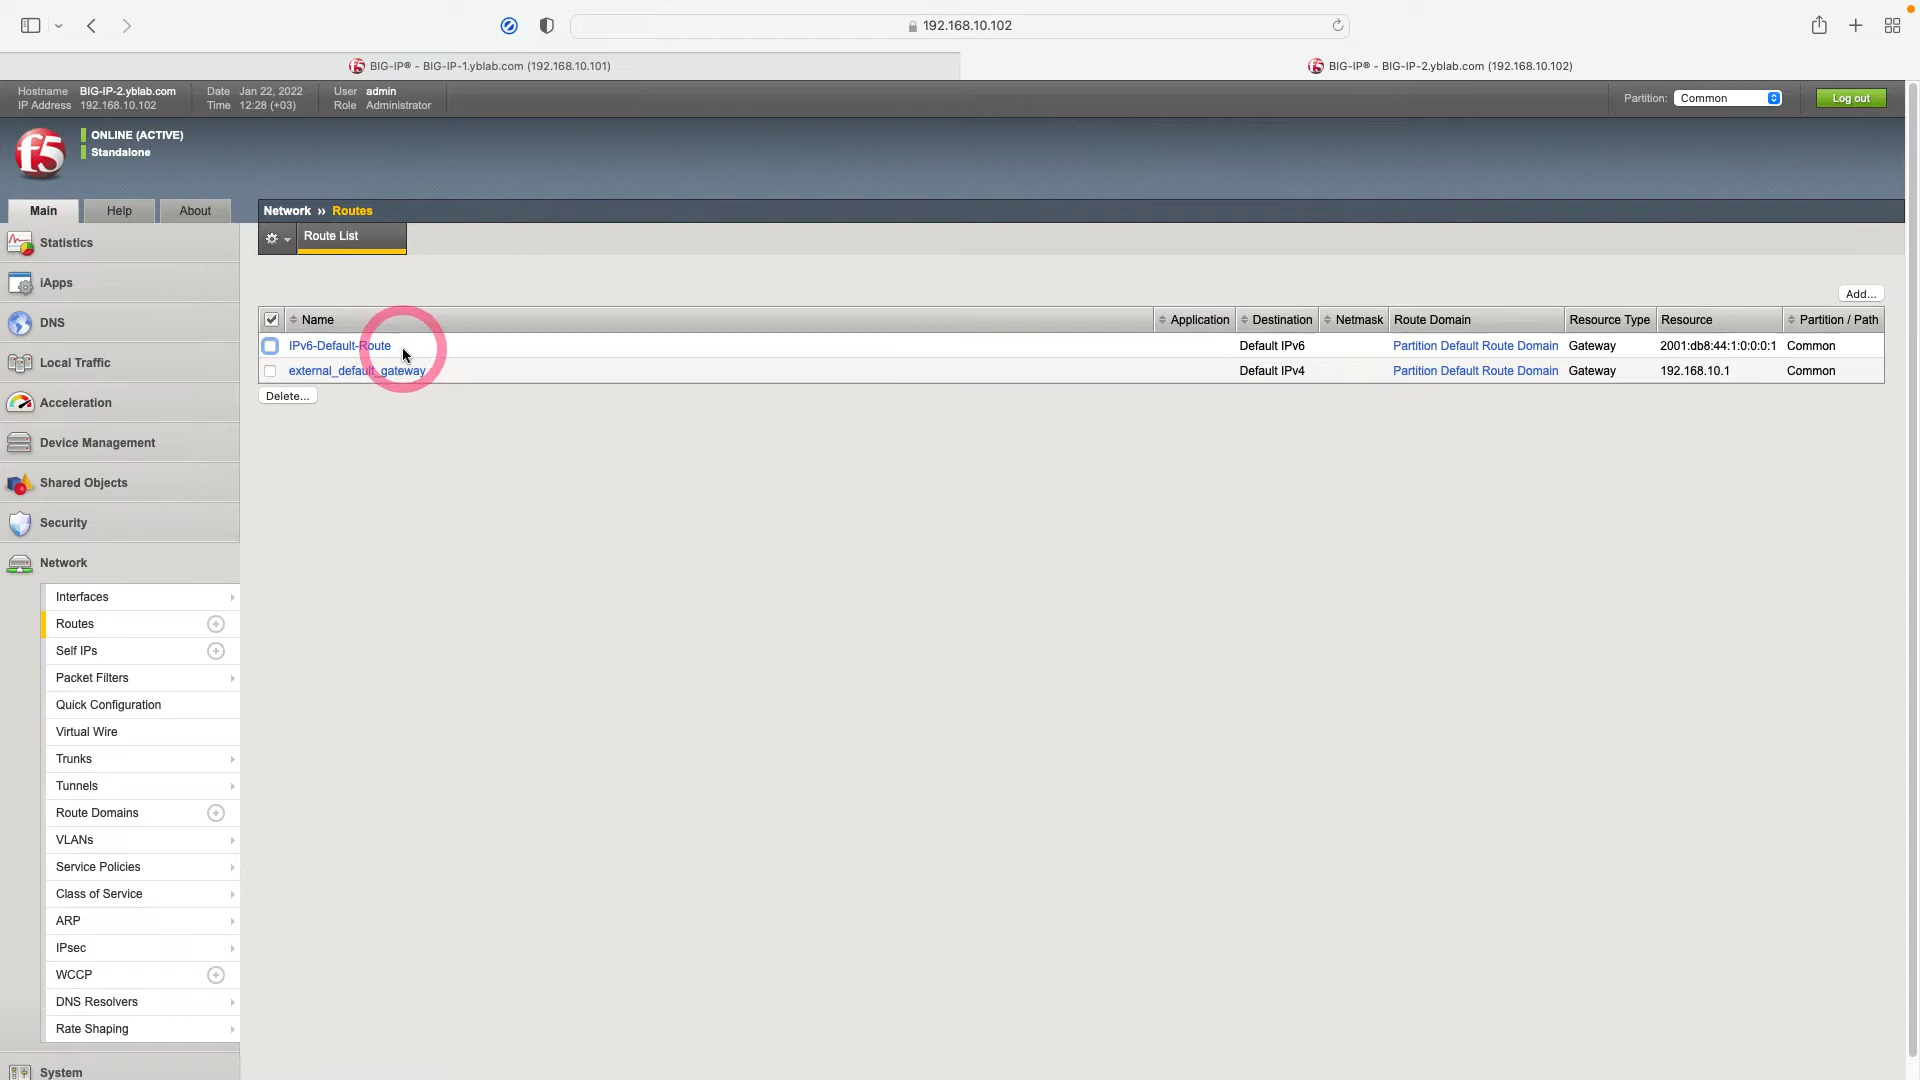 192.168.10.102
BIG-IP® - BIG-IP-1.yblab.com (192.168.10.101)
BIG-IP® - BIG-IP-2.yblab.com (192.168.10.102)
Hostname BIG-IP-2.yblab.com Date Jan 22, 2022 User admin
IP Address 192.168.10.102 Time 12:28 (+03) Role Administrator
Partition: Common Log out
f5
ONLINE (ACTIVE)
Standalone
Main Help About
Network ›› Routes
Route List
Add...
Name Application Destination Netmask Route Domain Resource Type Resource Partition / Path
IPv6-Default-Route Default IPv6 Partition Default Route Domain Gateway 2001:db8:44:1:0:0:0:1 Common
external_default_gateway Default IPv4 Partition Default Route Domain Gateway 192.168.10.1 Common
Delete...
Statistics
iApps
DNS
Local Traffic
Acceleration
Device Management
Shared Objects
Security
Network
Interfaces
Routes
Self IPs
Packet Filters
Quick Configuration
Virtual Wire
Trunks
Tunnels
Route Domains
VLANs
Service Policies
Class of Service
ARP
IPsec
WCCP
DNS Resolvers
Rate Shaping
System